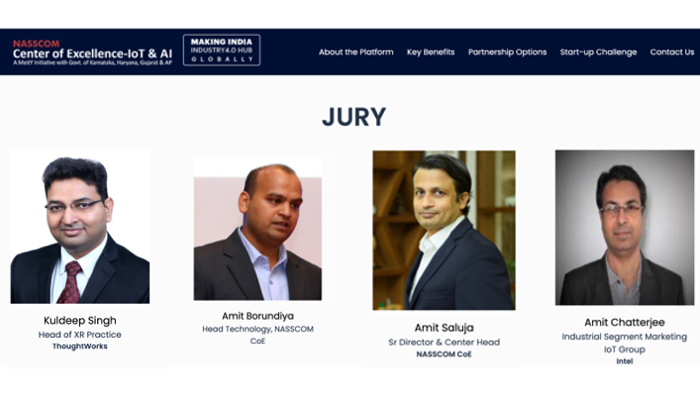 NASSCOM
Center of Excellence-IoT & AI
A MeitY Initiative with Govt. of Karnataka, Haryana, Gujarat & AP
MAKING INDIA
INDUSTRY4.0 HUB
GLOBALLY
About the Platform Key Benefits Partnership Options Start-up Challenge Contact Us
JURY
Kuldeep Singh
Head of XR Practice
ThoughtWorks
Amit Borundiya
Head Technology, NASSCOM
CoE
Amit Saluja
Sr Director & Center Head
NASSCOM CoE
Amit Chatterjee
Industrial Segment Marketing
IoT Group
Intel